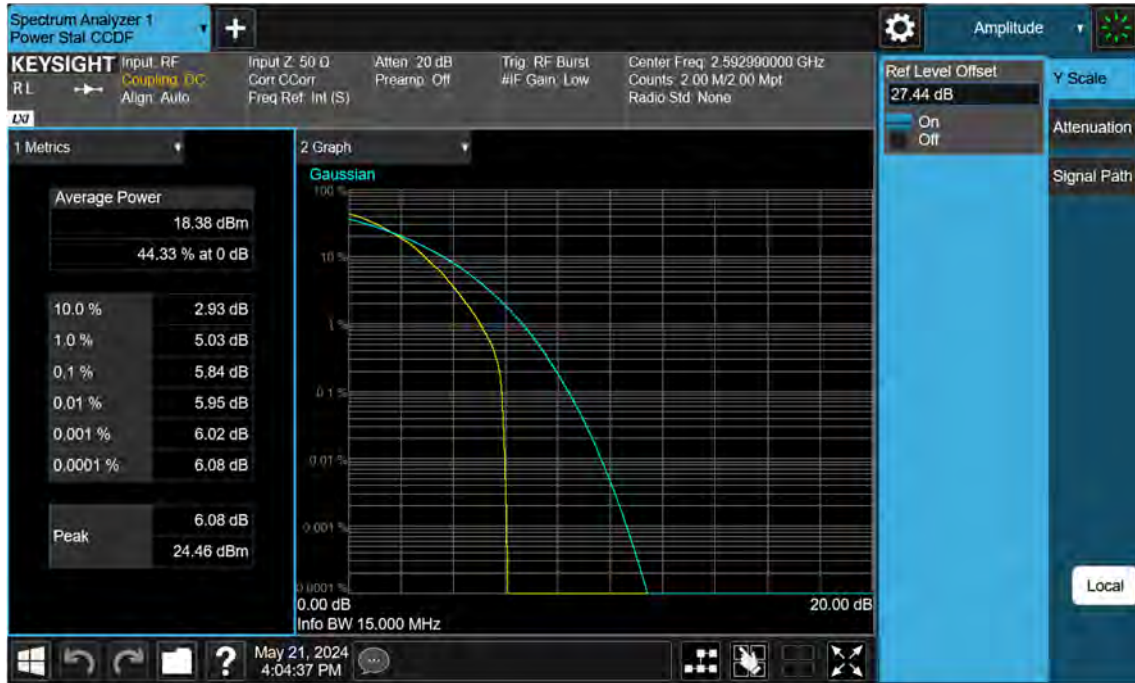 Spectrum Analyzer 1
Power Stat CCDF
+
Amplitude
KEYSIGHT
Input: RF
Input Z: 50 Ω
Atten: 20 dB
Trig: RF Burst
Center Freq: 2.592990000 GHz
RL
Coupling: DC
Corr CCorr
Preamp: Off
#IF Gain: Low
Counts: 2.00 M/2.00 Mpt
Align: Auto
Freq Ref: Int (S)
Radio Std: None
LXI
Ref Level Offset
27.44 dB
On
Off
Y Scale
Attenuation
Signal Path
1 Metrics
Average Power
18.38 dBm
44.33 % at 0 dB
10.0 % 2.93 dB
1.0 % 5.03 dB
0.1 % 5.84 dB
0.01 % 5.95 dB
0.001 % 6.02 dB
0.0001 % 6.08 dB
Peak
6.08 dB
24.46 dBm
2 Graph
Gaussian
100 %
10 %
1 %
0.1 %
0.01 %
0.001 %
0.0001 %
0.00 dB
20.00 dB
Info BW 15.000 MHz
Local
?
May 21, 2024
4:04:37 PM